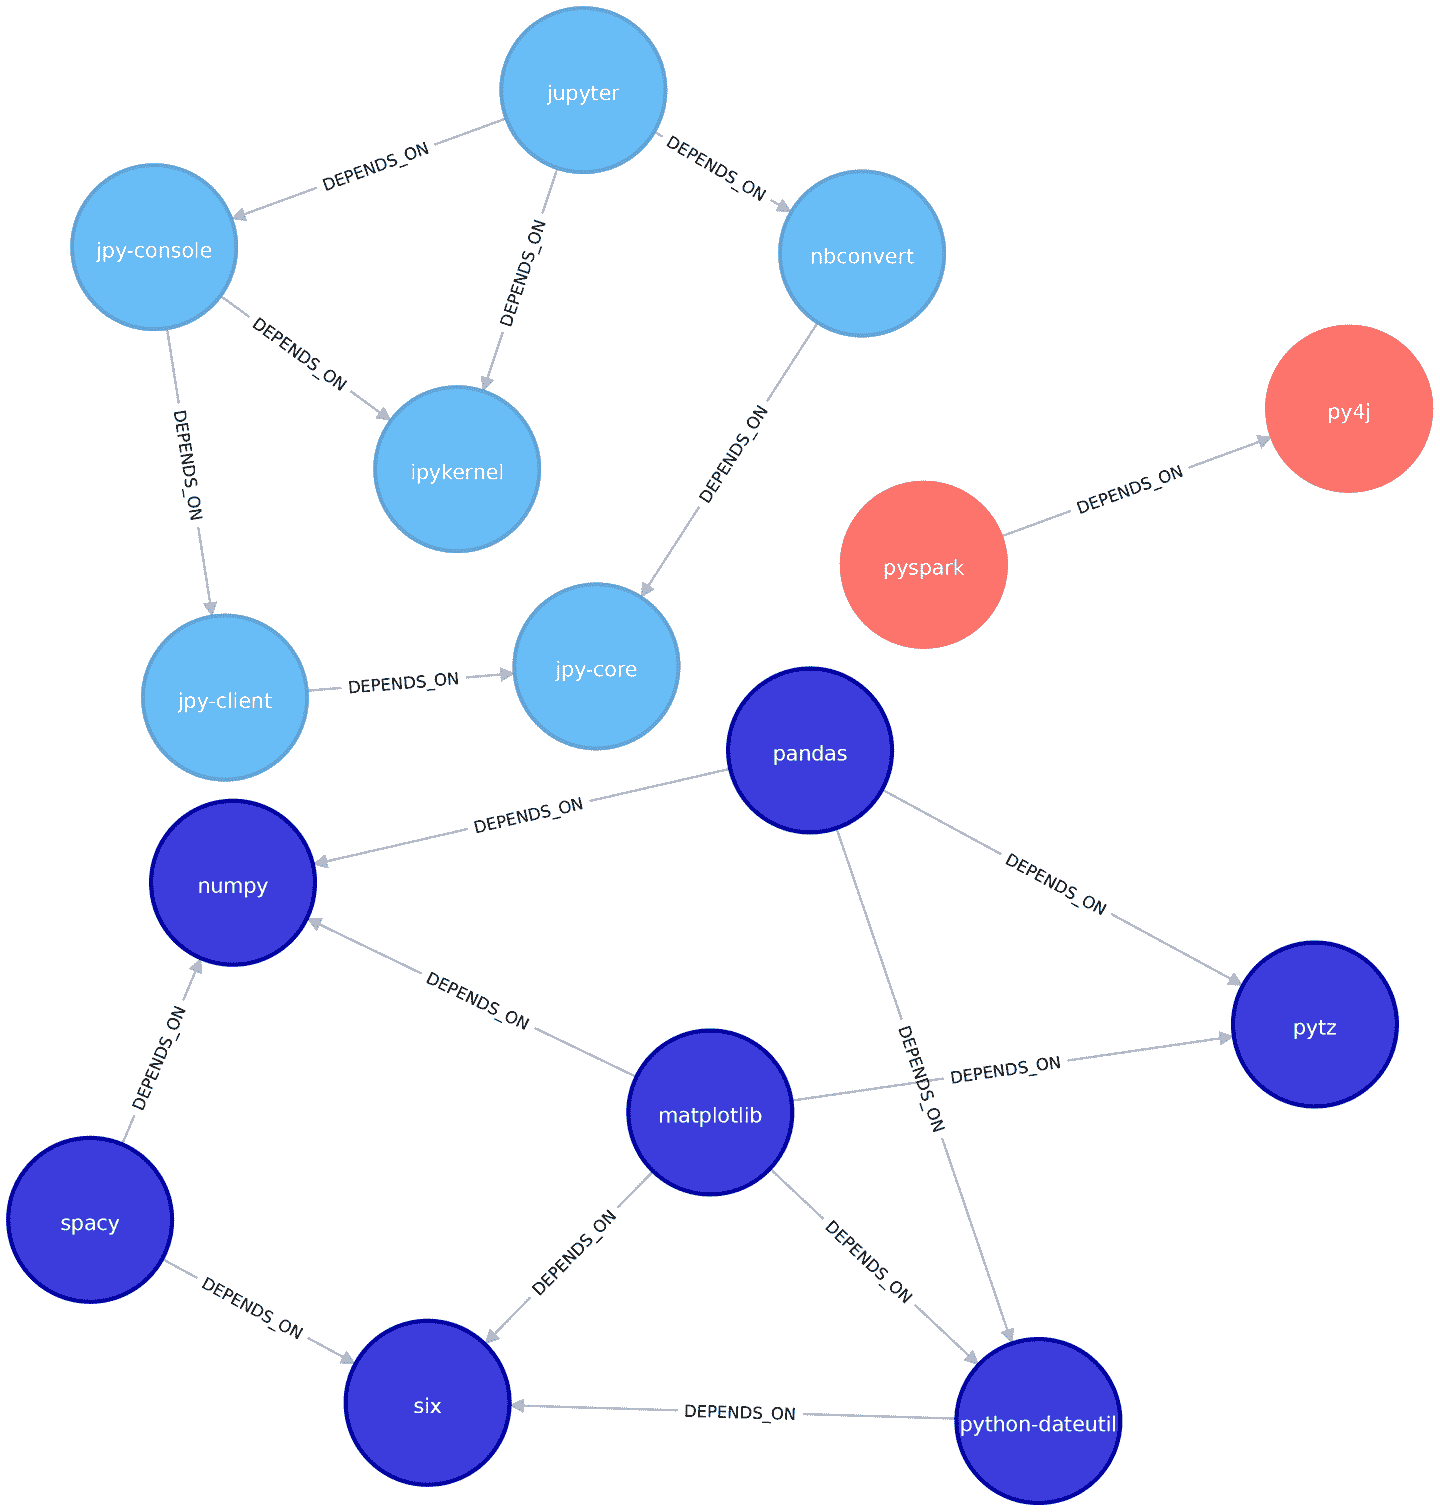 jupyter
DEPENDS_ON
DEPENDS_ON
jpy-console
nbconvert
DEPENDS_ON
DEPENDS_ON
py4j
DEPENDS_ON
DEPENDS_ON
ipykernel
DEPENDS_ON
pyspark
jpy-core
DEPENDS_ON
jpy-client
pandas
DEPENDS_ON
numpy
DEPENDS_ON
DEPENDS_ON
pytz
DEPENDS_ON
DEPENDS_ON
DEPENDS_ON
matplotlib
spacy
DEPENDS_ON
DEPENDS_ON
DEPENDS_ON
six
DEPENDS_ON
python-dateutil